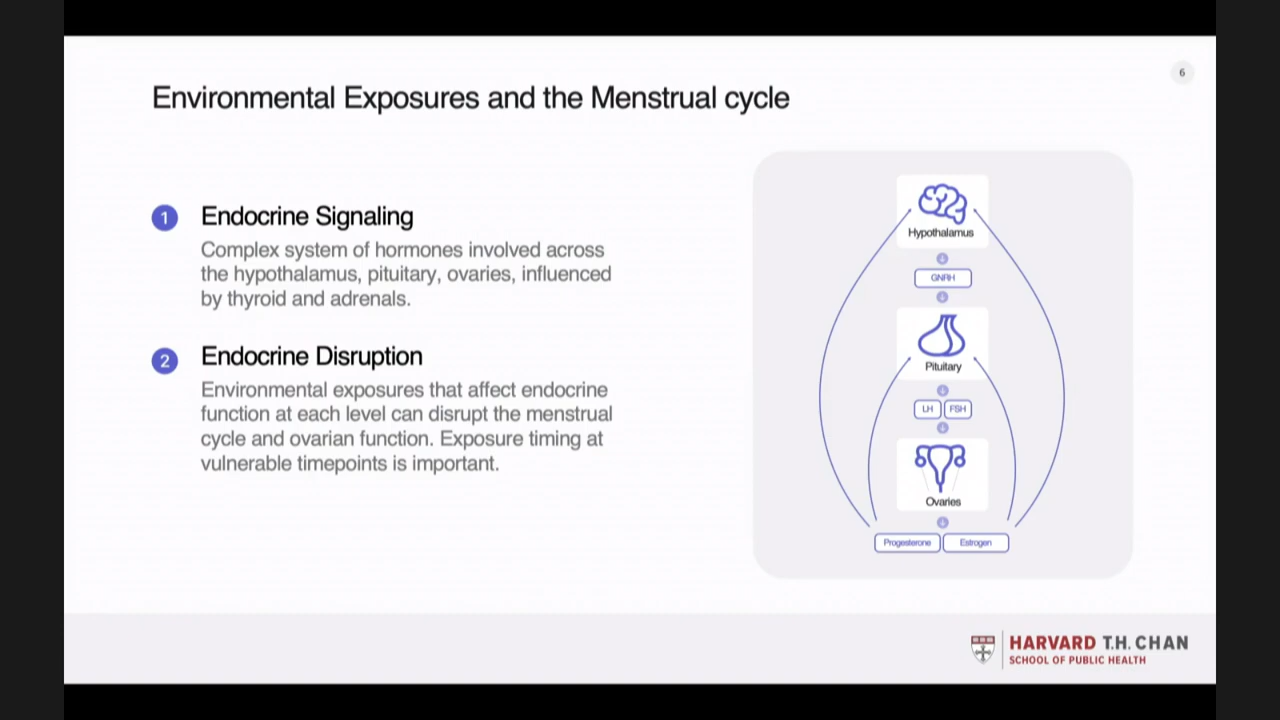 6
Environmental Exposures and the Menstrual cycle
1
Endocrine Signaling
Complex system of hormones involved across
the hypothalamus, pituitary, ovaries, influenced
by thyroid and adrenals.
2
Endocrine Disruption
Environmental exposures that affect endocrine
function at each level can disrupt the menstrual
cycle and ovarian function. Exposure timing at
vulnerable timepoints is important.
Hypothalamus
GNRH
Pituitary
LH FSH
Ovaries
Progesterone Estrogen
HARVARD T.H. CHAN
SCHOOL OF PUBLIC HEALTH